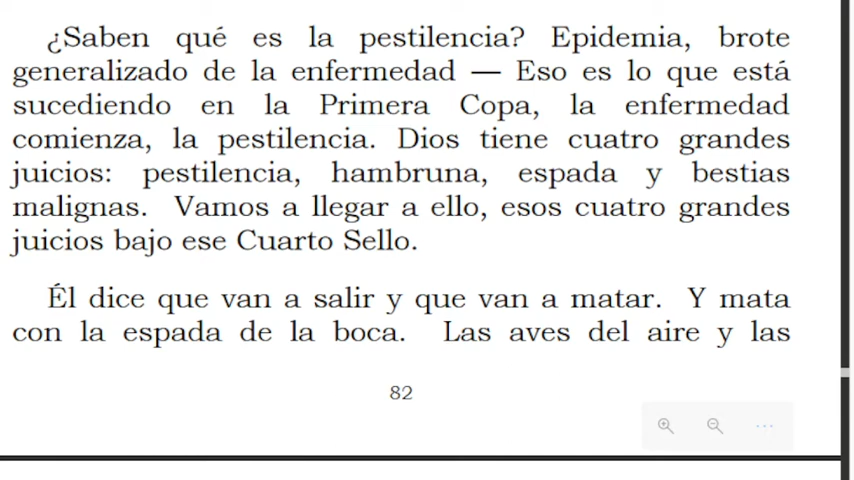 ¿Saben qué es la pestilencia? Epidemia, brote
generalizado de la enfermedad — Eso es lo que está
sucediendo en la Primera Copa, la enfermedad
comienza, la pestilencia. Dios tiene cuatro grandes
juicios: pestilencia, hambruna, espada y bestias
malignas. Vamos a llegar a ello, esos cuatro grandes
juicios bajo ese Cuarto Sello.
Él dice que van a salir y que van a matar. Y mata
con la espada de la boca. Las aves del aire y las
82